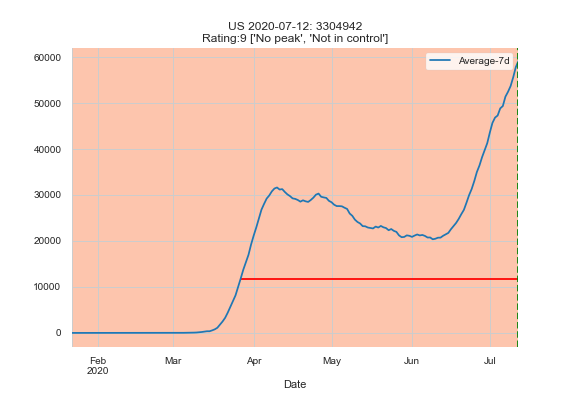 US 2020-07-12: 3304942
Rating:9 ['No peak', 'Not in control']
Average-7d
60000
50000
40000
30000
20000
10000
0
Feb Mar Apr May Jun Jul
2020
Date